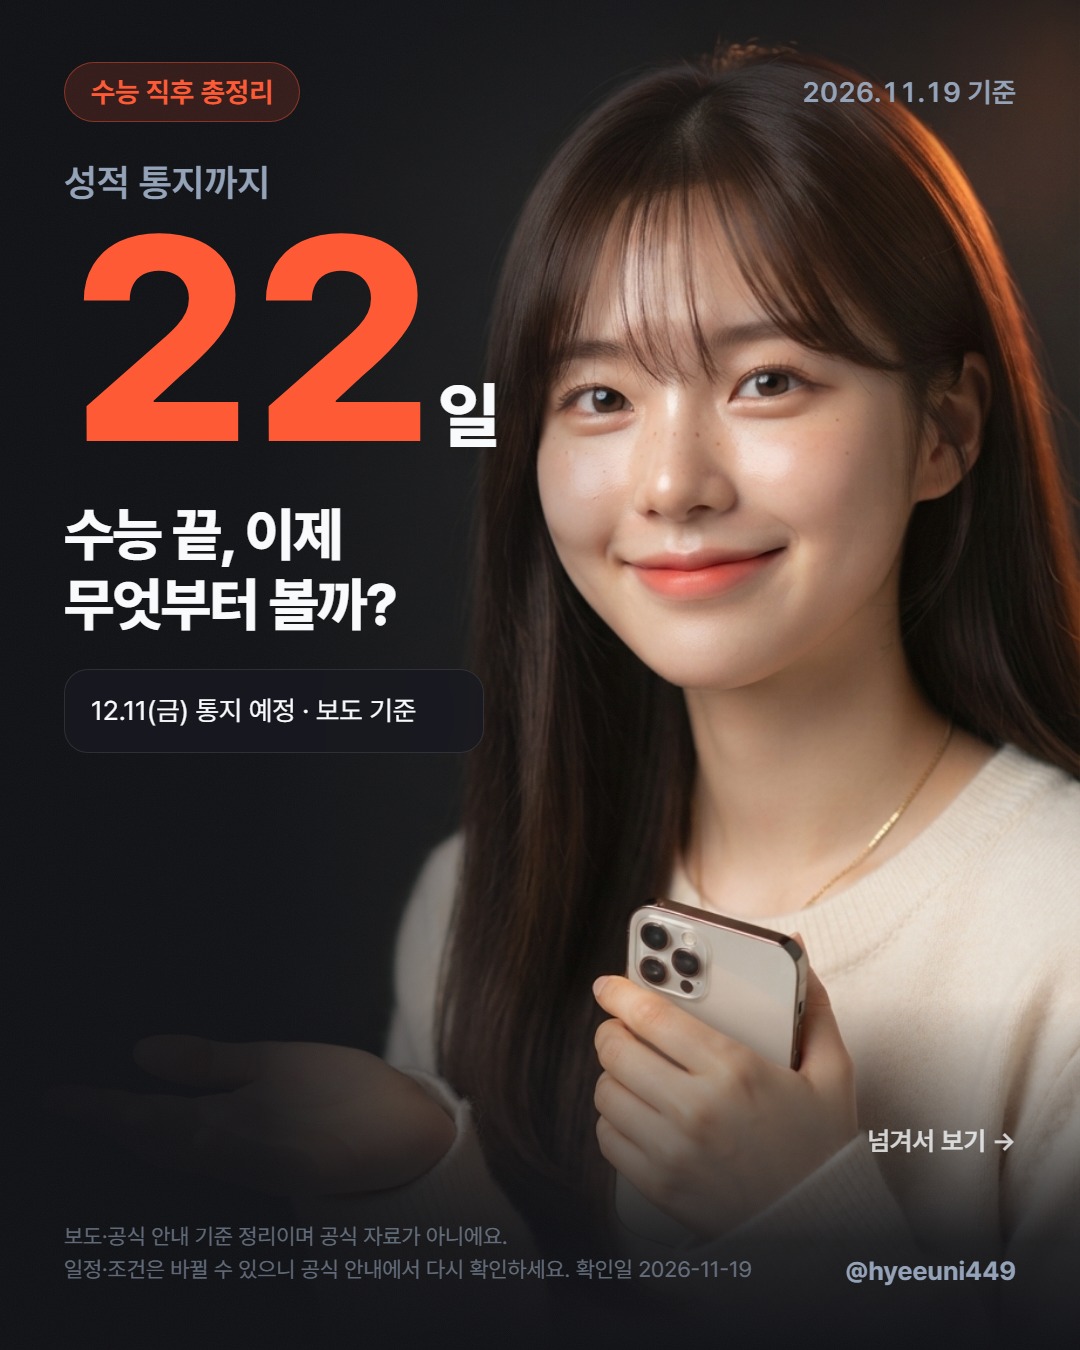 수능 직후 총정리
2026.11.19 기준
성적 통지까지
22일
수능 끝, 이제
무엇부터 볼까?
12.11(금) 통지 예정 · 보도 기준
넘겨서 보기 →
보도·공식 안내 기준 정리이며 공식 자료가 아니에요.
일정·조건은 바뀔 수 있으니 공식 안내에서 다시 확인하세요. 확인일 2026-11-19
@hyeeuni449